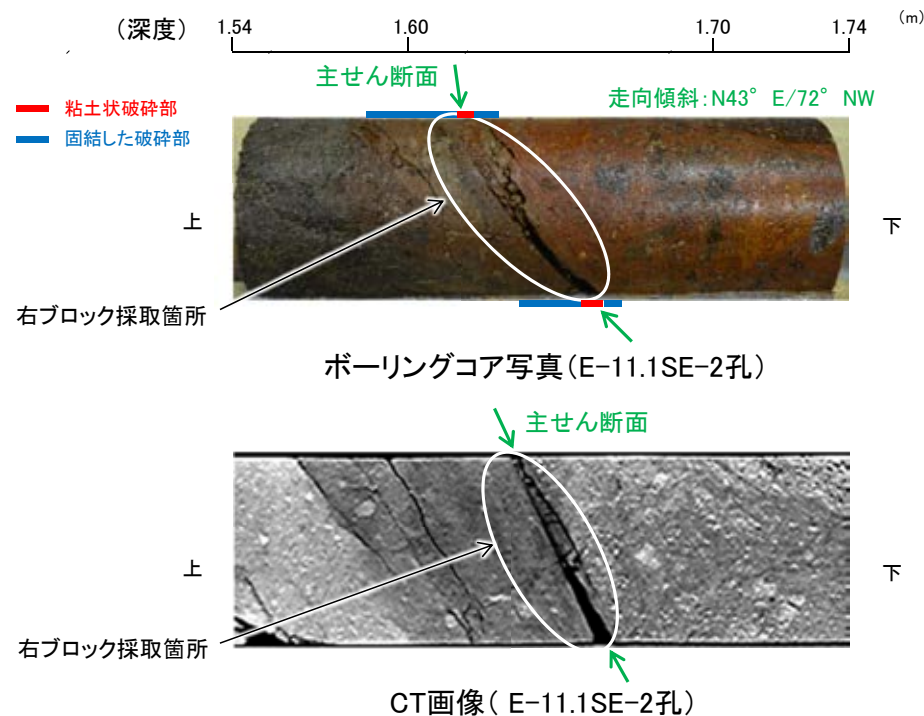 (深度)
1.54
1.60
1.70
1.74
(m)
主せん断面
走向傾斜:N43° E/72° NW
粘土状破砕部
固結した破砕部
上
下
右ブロック採取箇所
ボーリングコア写真(E-11.1SE-2孔)
主せん断面
上
下
右ブロック採取箇所
CT画像( E-11.1SE-2孔)